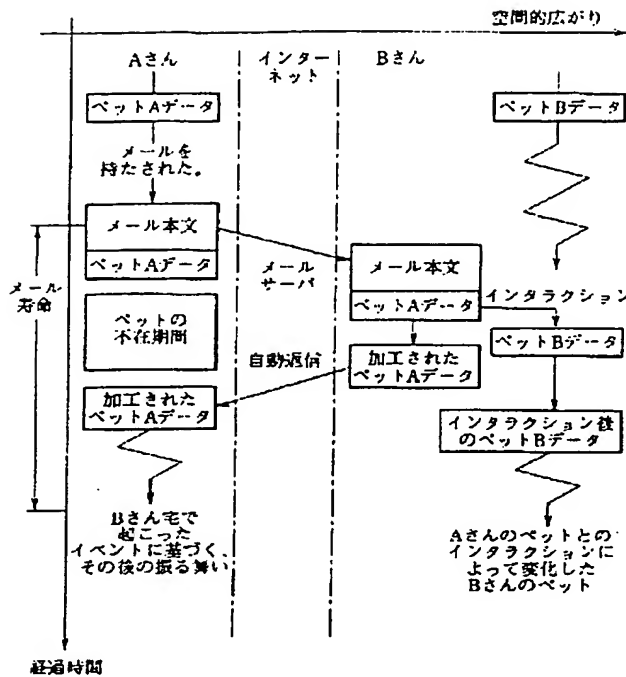 空間的広がり
Aさん
インター
ネット
Bさん
ペットAデータ
ペットBデータ
メールを
持たされた。
メール本文
ペットAデータ
メール
サーバ
メール本文
ペットAデータ
インタラクション
メール
寿命
ペットの
不在期間
自動返信
加工された
ペットAデータ
ペットBデータ
加工された
ペットAデータ
インタラクション後
のペットBデータ
Bさん宅で
起こった
イベントに基づく、
その後の振る舞い
Aさんのペットとの
インタラクションに
よって変化した
Bさんのペット
経過時間